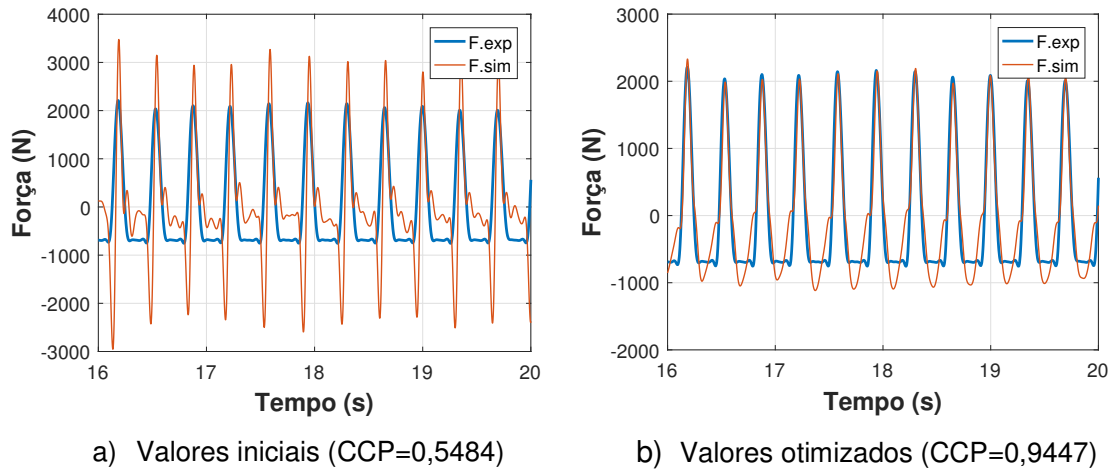 4000
3000
2000
1000
0
-1000
-2000
-3000
Força (N)
16
17
18
19
20
Tempo (s)
F.exp
F.sim
a) Valores iniciais (CCP=0,5484)
3000
2000
1000
0
-1000
-2000
Força (N)
16
17
18
19
20
Tempo (s)
F.exp
F.sim
b) Valores otimizados (CCP=0,9447)